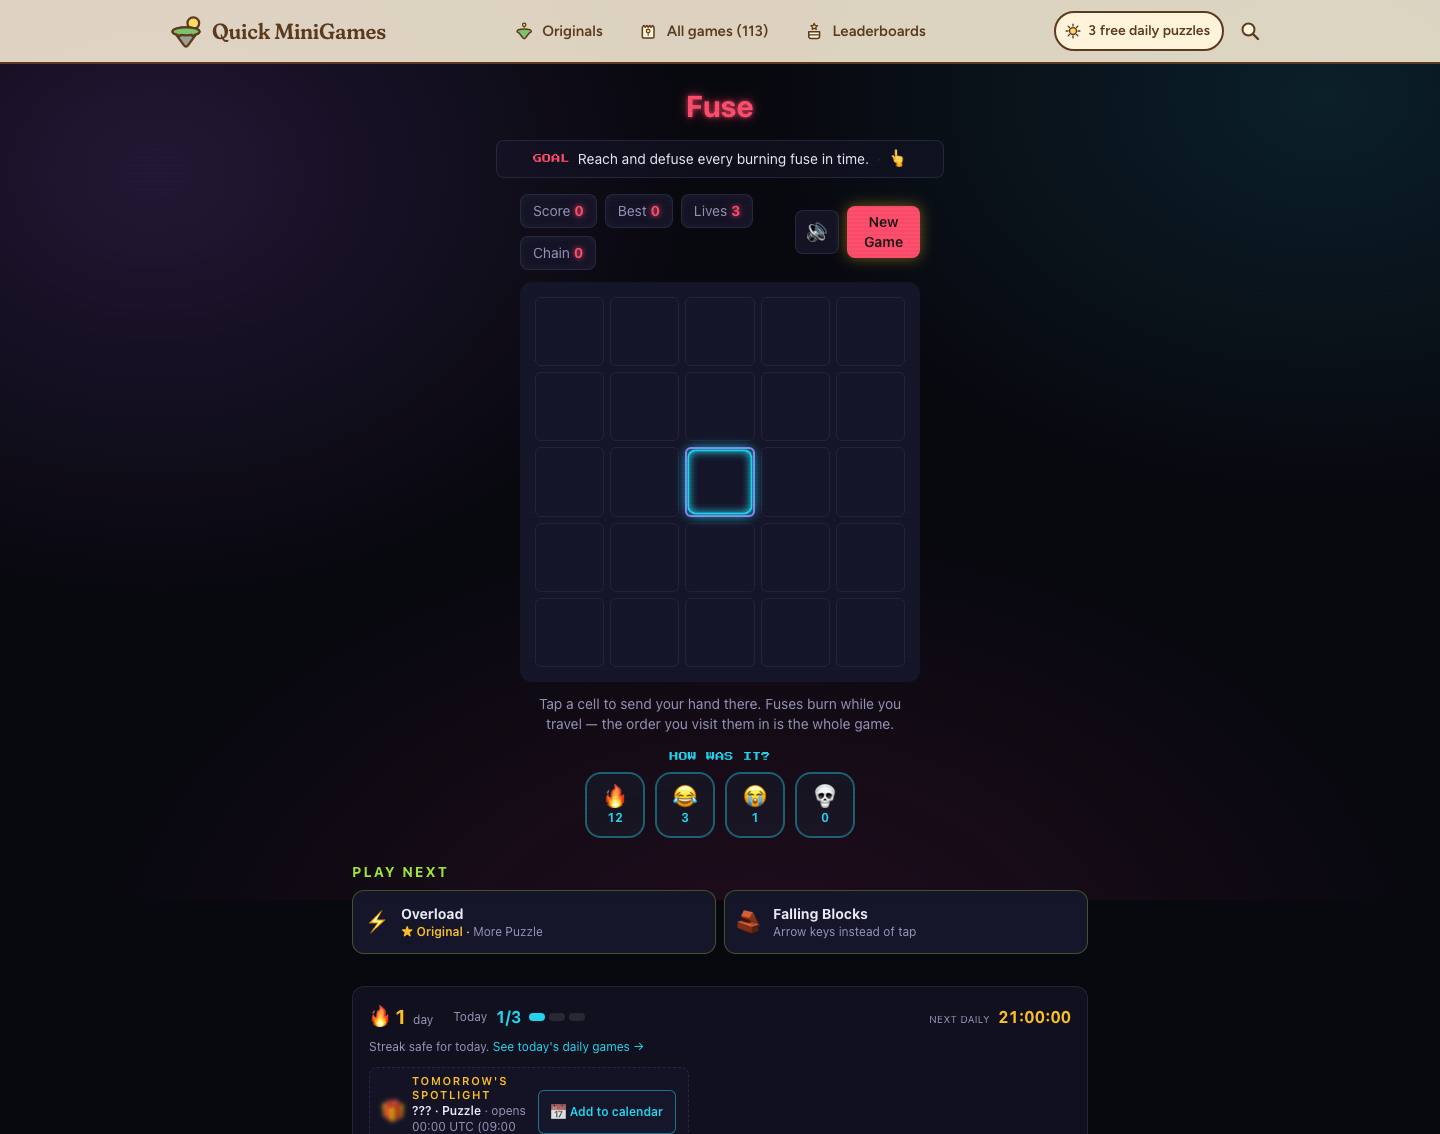 Quick MiniGames
Originals
All games (113)
Leaderboards
3 free daily puzzles
Fuse
GOAL Reach and defuse every burning fuse in time.
Score 0
Best 0
Lives 3
Chain 0
New
Game
Tap a cell to send your hand there. Fuses burn while you
travel — the order you visit them in is the whole game.
HOW WAS IT?
12
3
1
0
PLAY NEXT
Overload
Original · More Puzzle
Falling Blocks
Arrow keys instead of tap
1 day
Today 1/3
NEXT DAILY 21:00:00
Streak safe for today. See today's daily games →
TOMORROW'S
SPOTLIGHT
??? · Puzzle · opens
00:00 UTC (09:00
Add to calendar